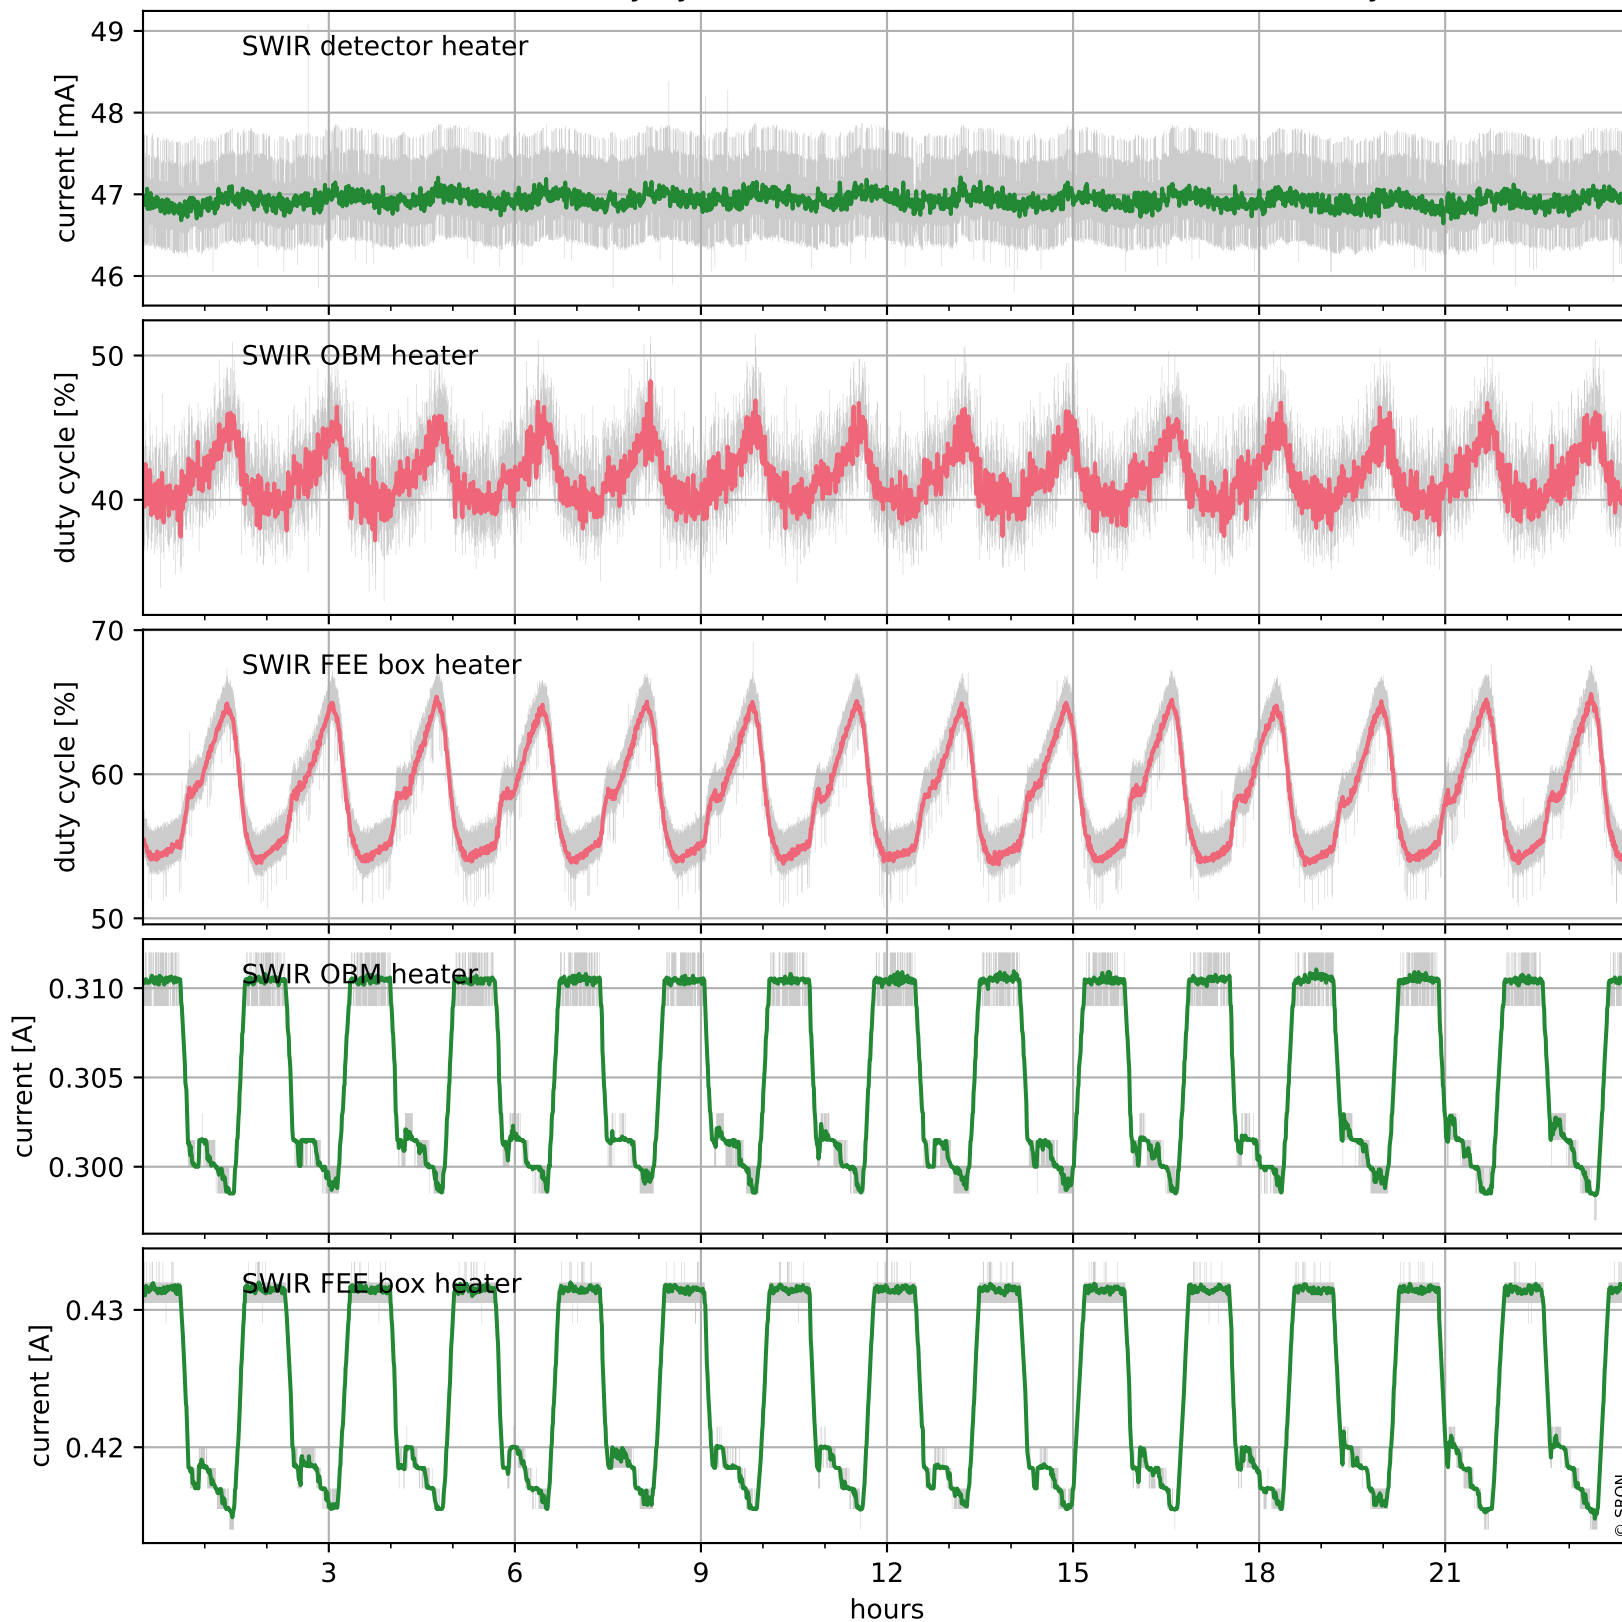 49
SWIR detector heater
48
47
46
current [mA]
50
SWIR OBM heater
40
duty cycle [%]
70
SWIR FEE box heater
60
50
duty cycle [%]
SWIR OBM heater
0.310
0.305
0.300
current [A]
SWIR FEE box heater
0.43
0.42
current [A]
© SRON
3 6 9 12 15 18 21
hours